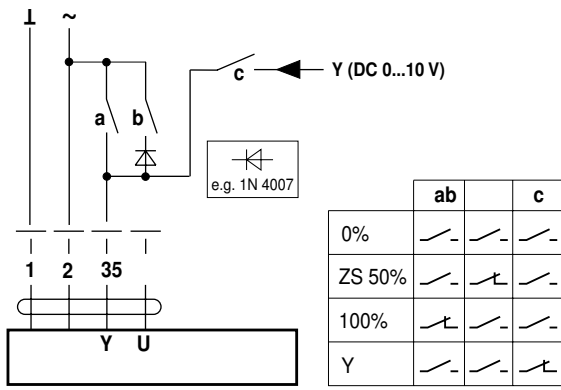 ⊥ ~
a b c Y (DC 0...10 V)
e.g. 1N 4007
1 2 35
Y U
ab c
0%
ZS 50%
100%
Y